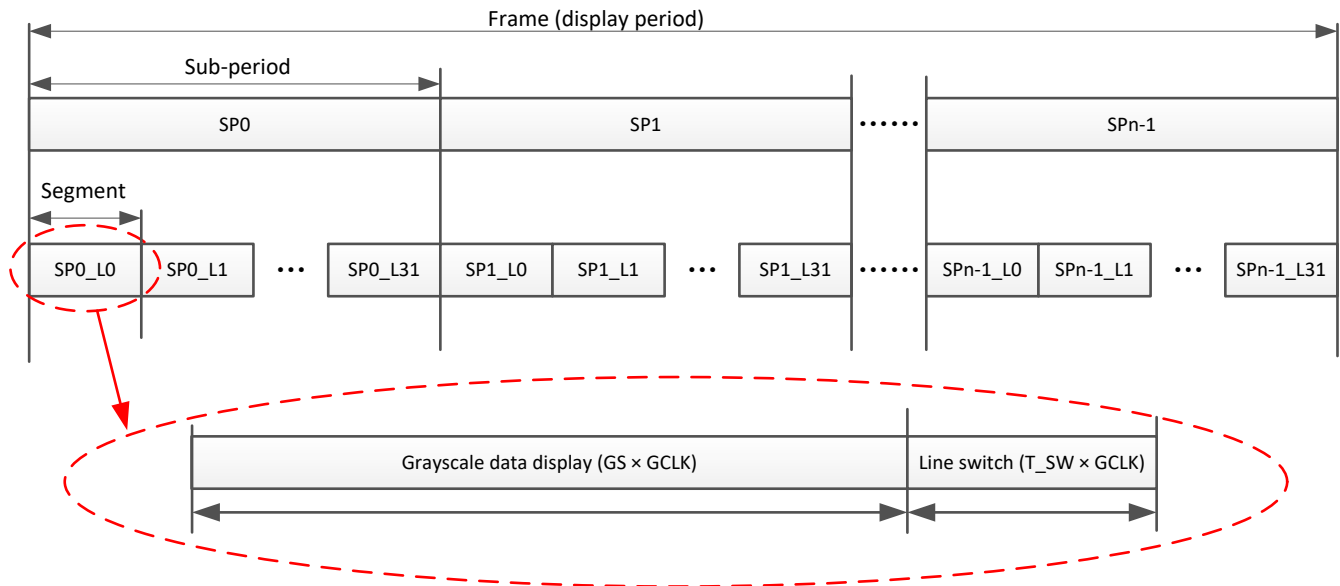 Frame (display period)
Sub-period
SP0 SP1 •••••• SPn-1
Segment
SP0_L0 SP0_L1 ••• SP0_L31 SP1_L0 SP1_L1 ••• SP1_L31 •••••• SPn-1_L0 SPn-1_L1 ••• SPn-1_L31
Grayscale data display (GS × GCLK) Line switch (T_SW × GCLK)